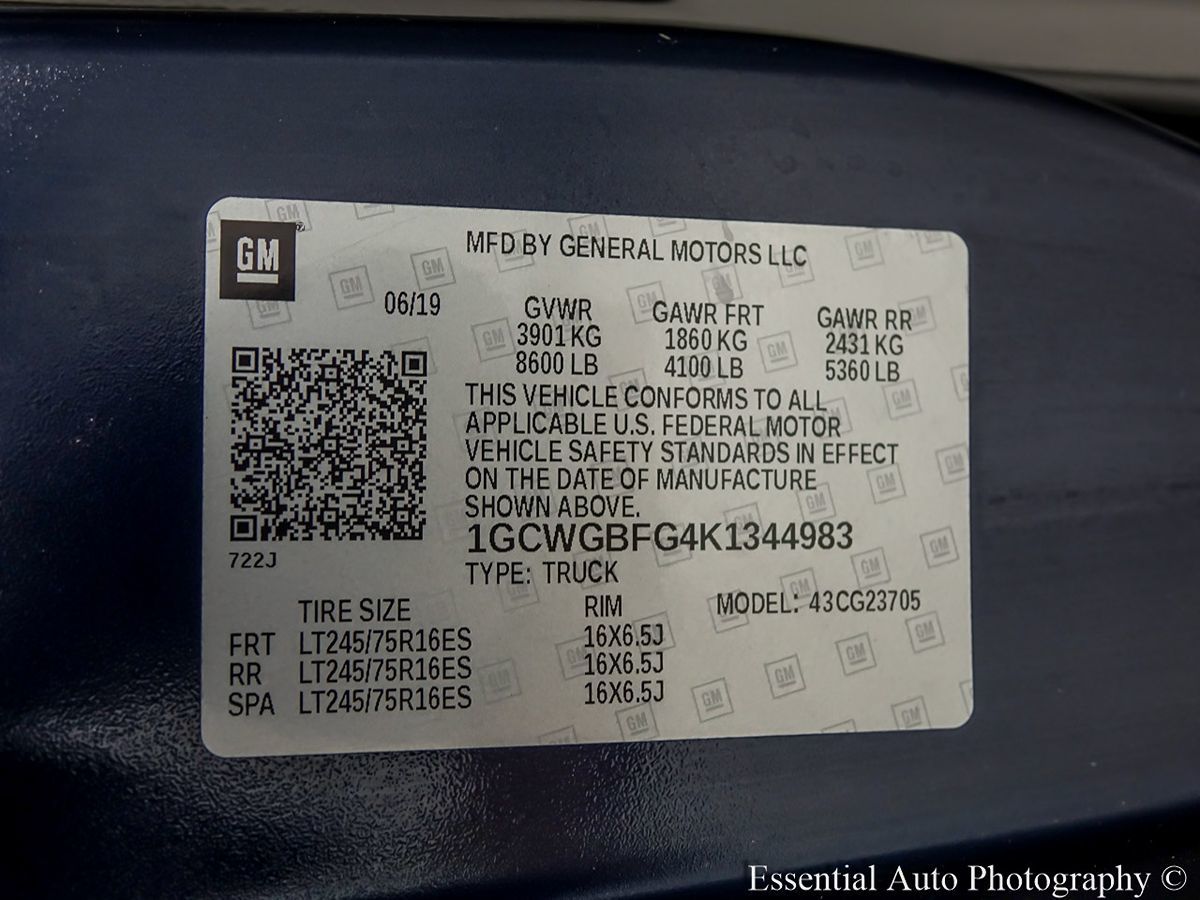 GM
MFD BY GENERAL MOTORS LLC
06/19
GVWR GAWR FRT GAWR RR
3901 KG 1860 KG 2431 KG
8600 LB 4100 LB 5360 LB
THIS VEHICLE CONFORMS TO ALL
APPLICABLE U.S. FEDERAL MOTOR
VEHICLE SAFETY STANDARDS IN EFFECT
ON THE DATE OF MANUFACTURE
SHOWN ABOVE.
1GCWGBFG4K1344983
722J
TYPE: TRUCK
TIRE SIZE RIM MODEL: 43CG23705
FRT LT245/75R16ES 16X6.5J
RR LT245/75R16ES 16X6.5J
SPA LT245/75R16ES 16X6.5J
Essential Auto Photography ©